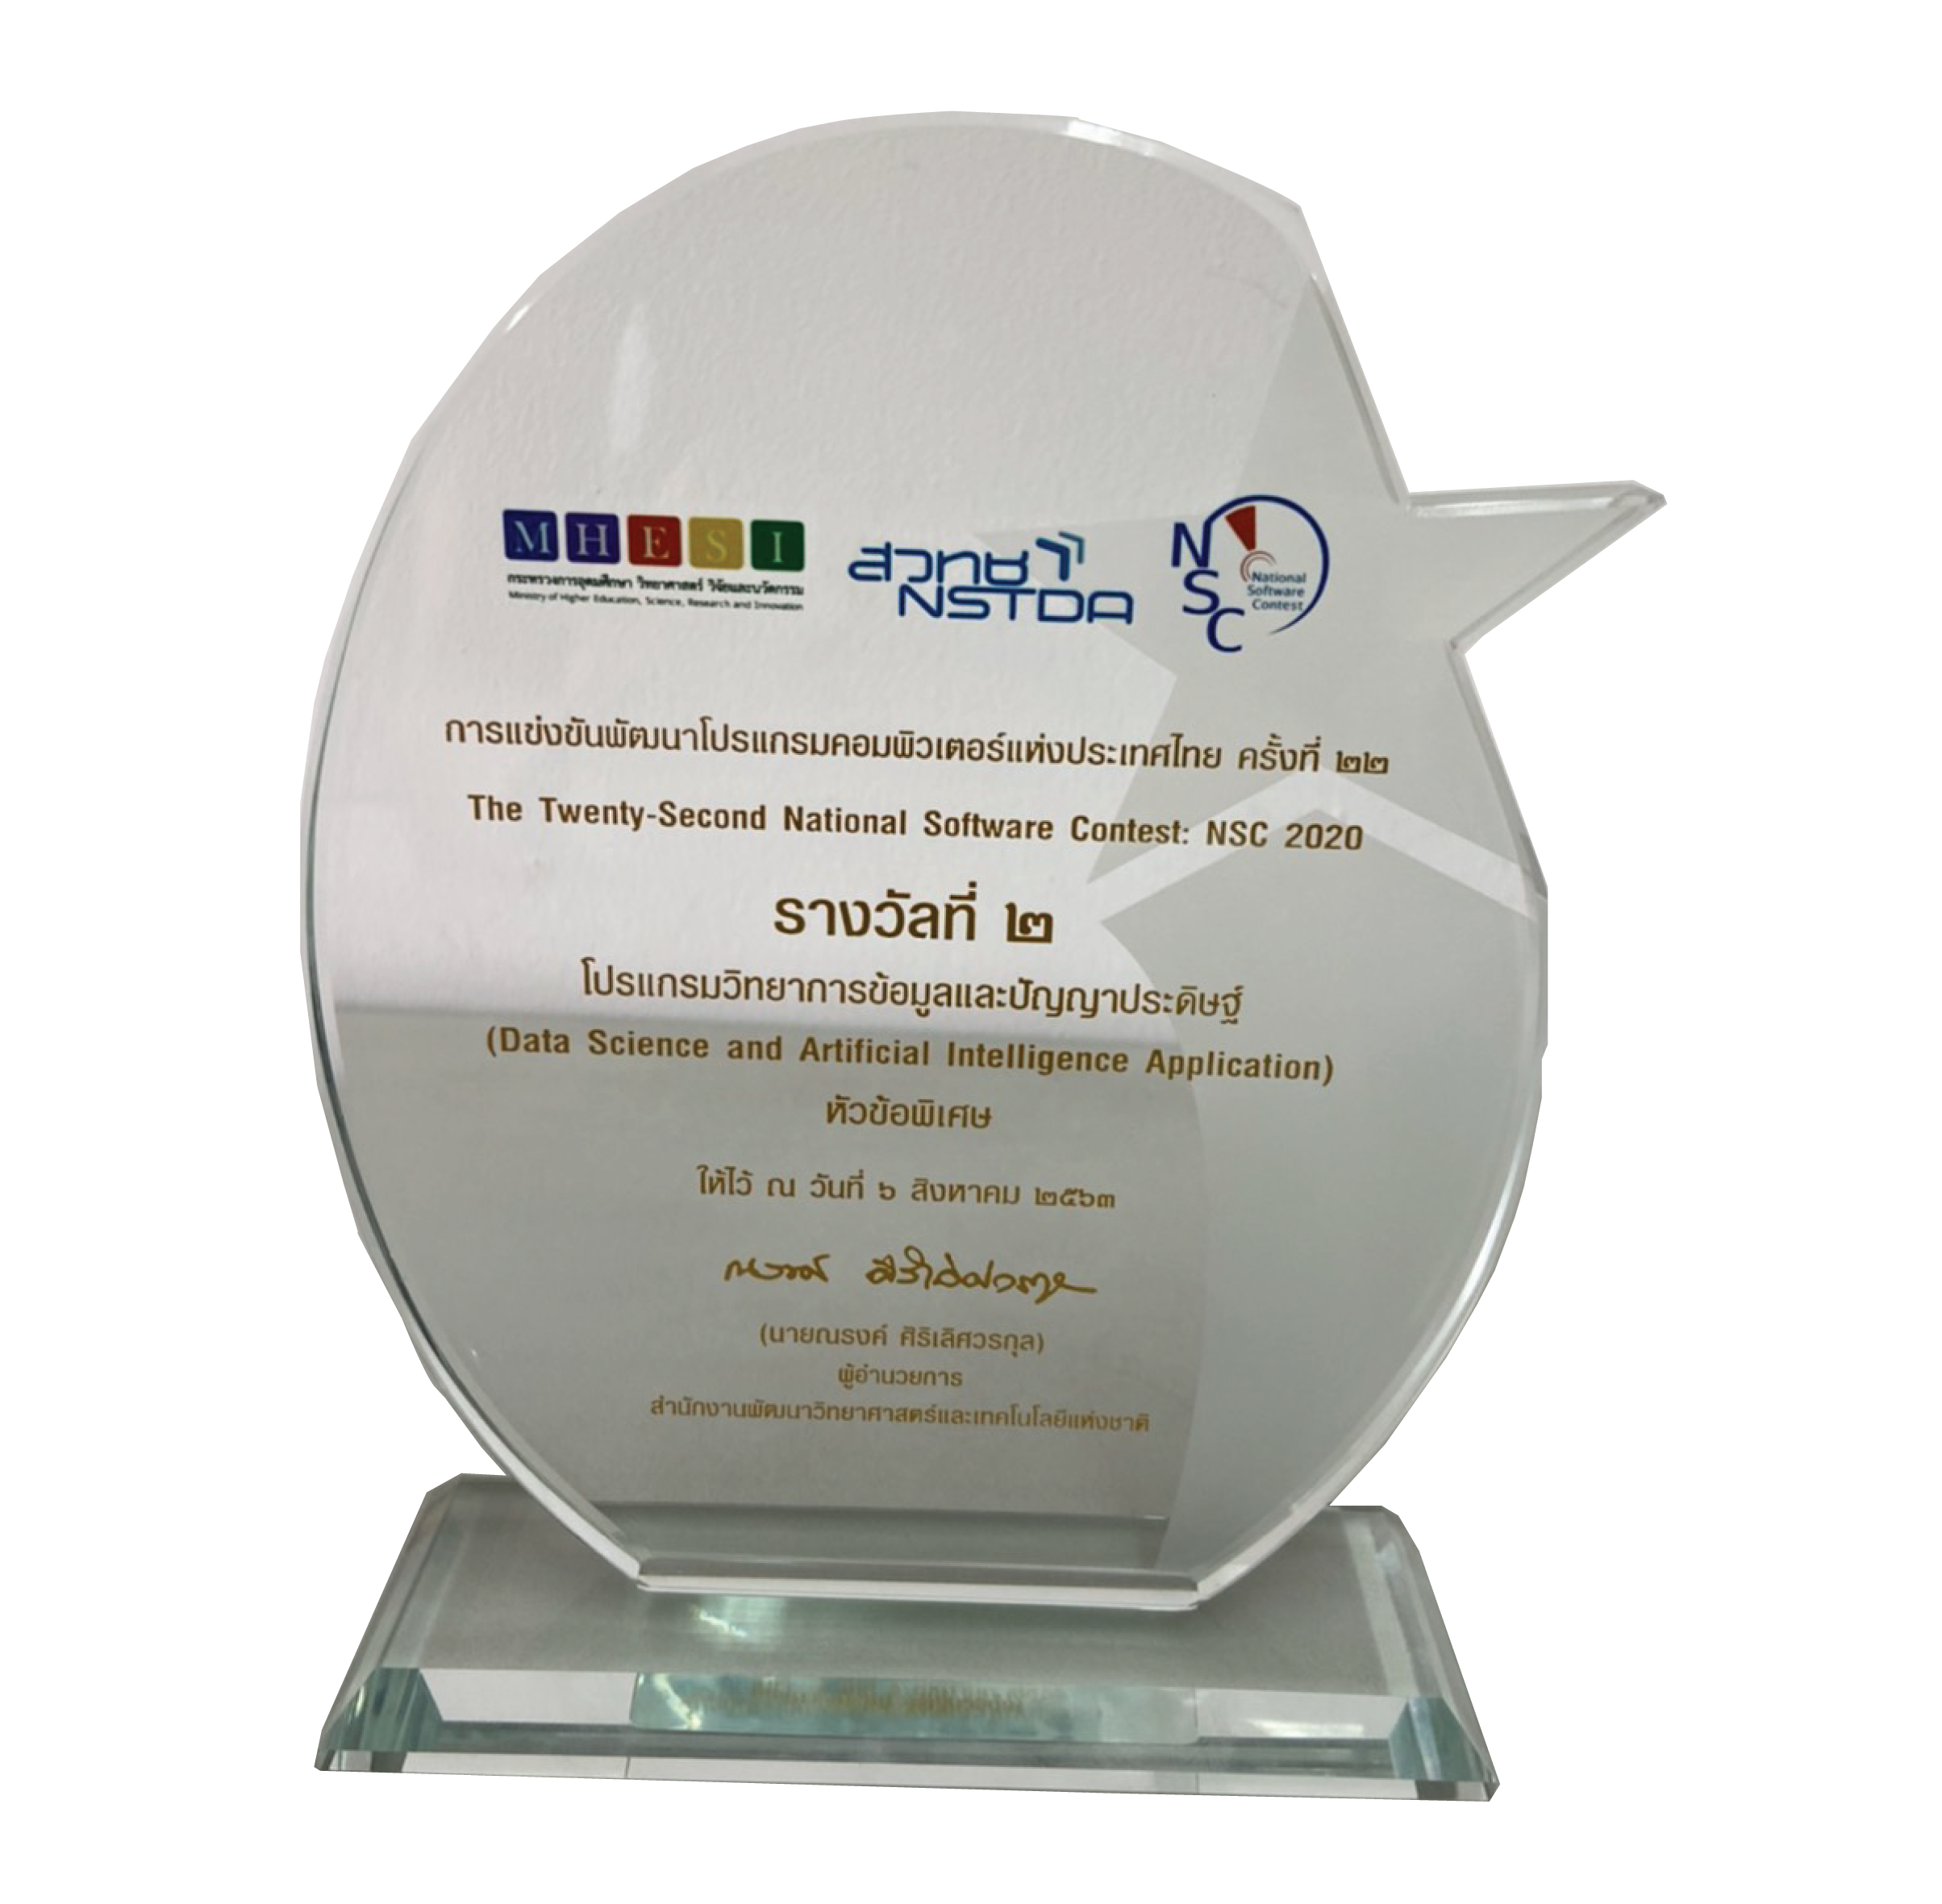 MHESI
กระทรวงการอุดมศึกษา วิทยาศาสตร์ วิจัยและนวัตกรรม
Ministry of Higher Education, Science, Research and Innovation
สวทช
NSTDA
NSC
National
Software
Contest
การแข่งขันพัฒนาโปรแกรมคอมพิวเตอร์แห่งประเทศไทย ครั้งที่ ๒๒
The Twenty-Second National Software Contest: NSC 2020
รางวัลที่ ๒
โปรแกรมวิทยาการข้อมูลและปัญญาประดิษฐ์
(Data Science and Artificial Intelligence Application)
หัวข้อพิเศษ
ให้ไว้ ณ วันที่ ๖ สิงหาคม ๒๕๖๓
(นายณรงค์ ศิริเลิศวรกุล)
ผู้อำนวยการ
สำนักงานพัฒนาวิทยาศาสตร์และเทคโนโลยีแห่งชาติ